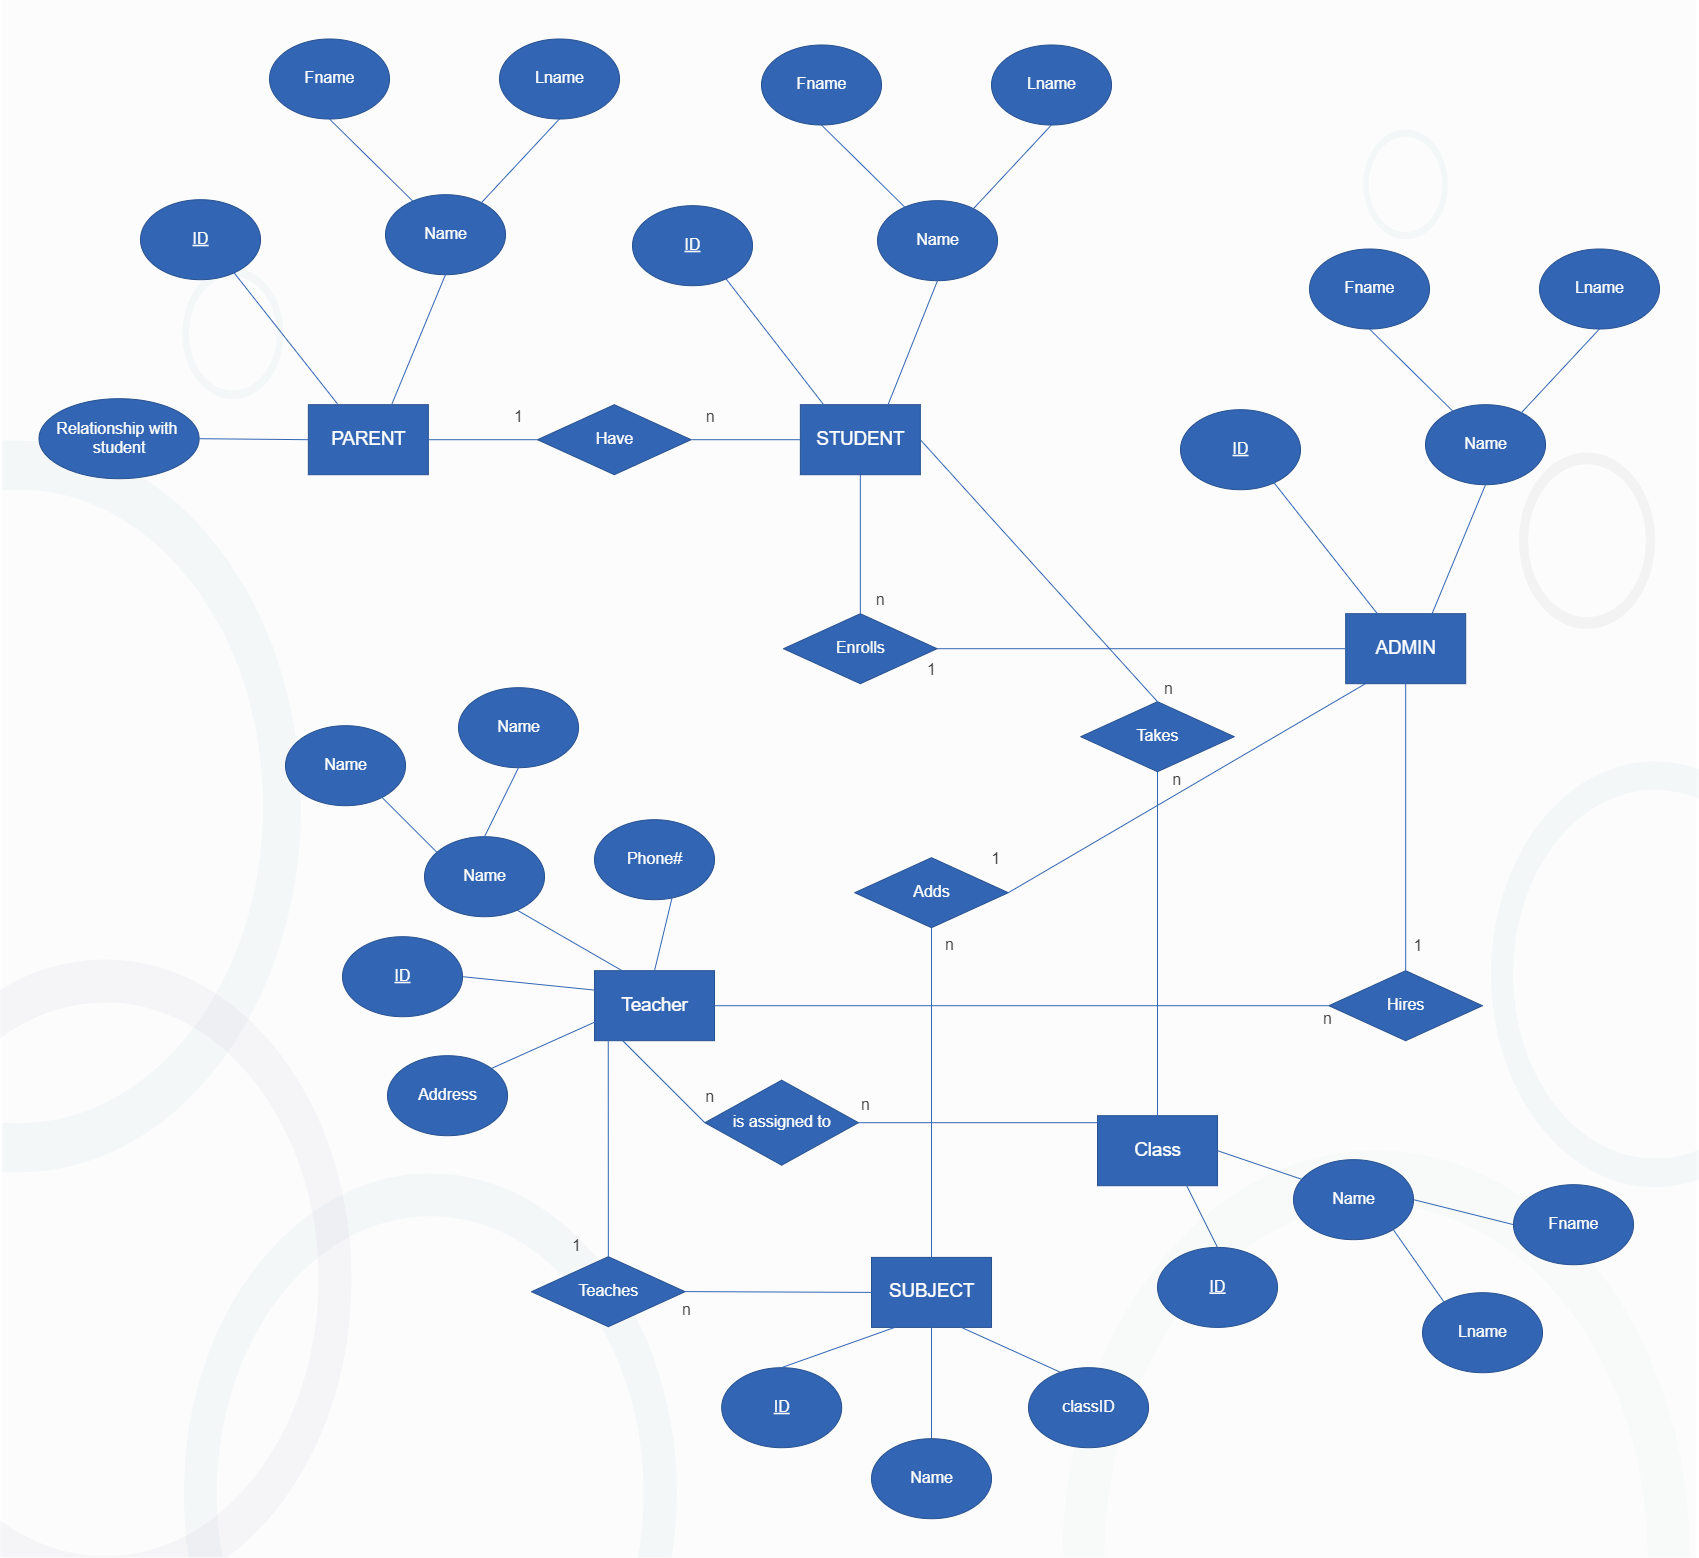 Fname
Lname
Fname
Lname
ID
Name
ID
Name
Fname
Lname
Relationship with
student
PARENT
1
Have
n
STUDENT
ID
Name
n
Enrolls
1
ADMIN
n
Takes
n
Name
Name
Name
Phone#
1
Adds
n
ID
Teacher
1
Hires
n
Address
n
is assigned to
n
Class
Name
Fname
ID
Lname
1
Teaches
n
SUBJECT
ID
classID
Name